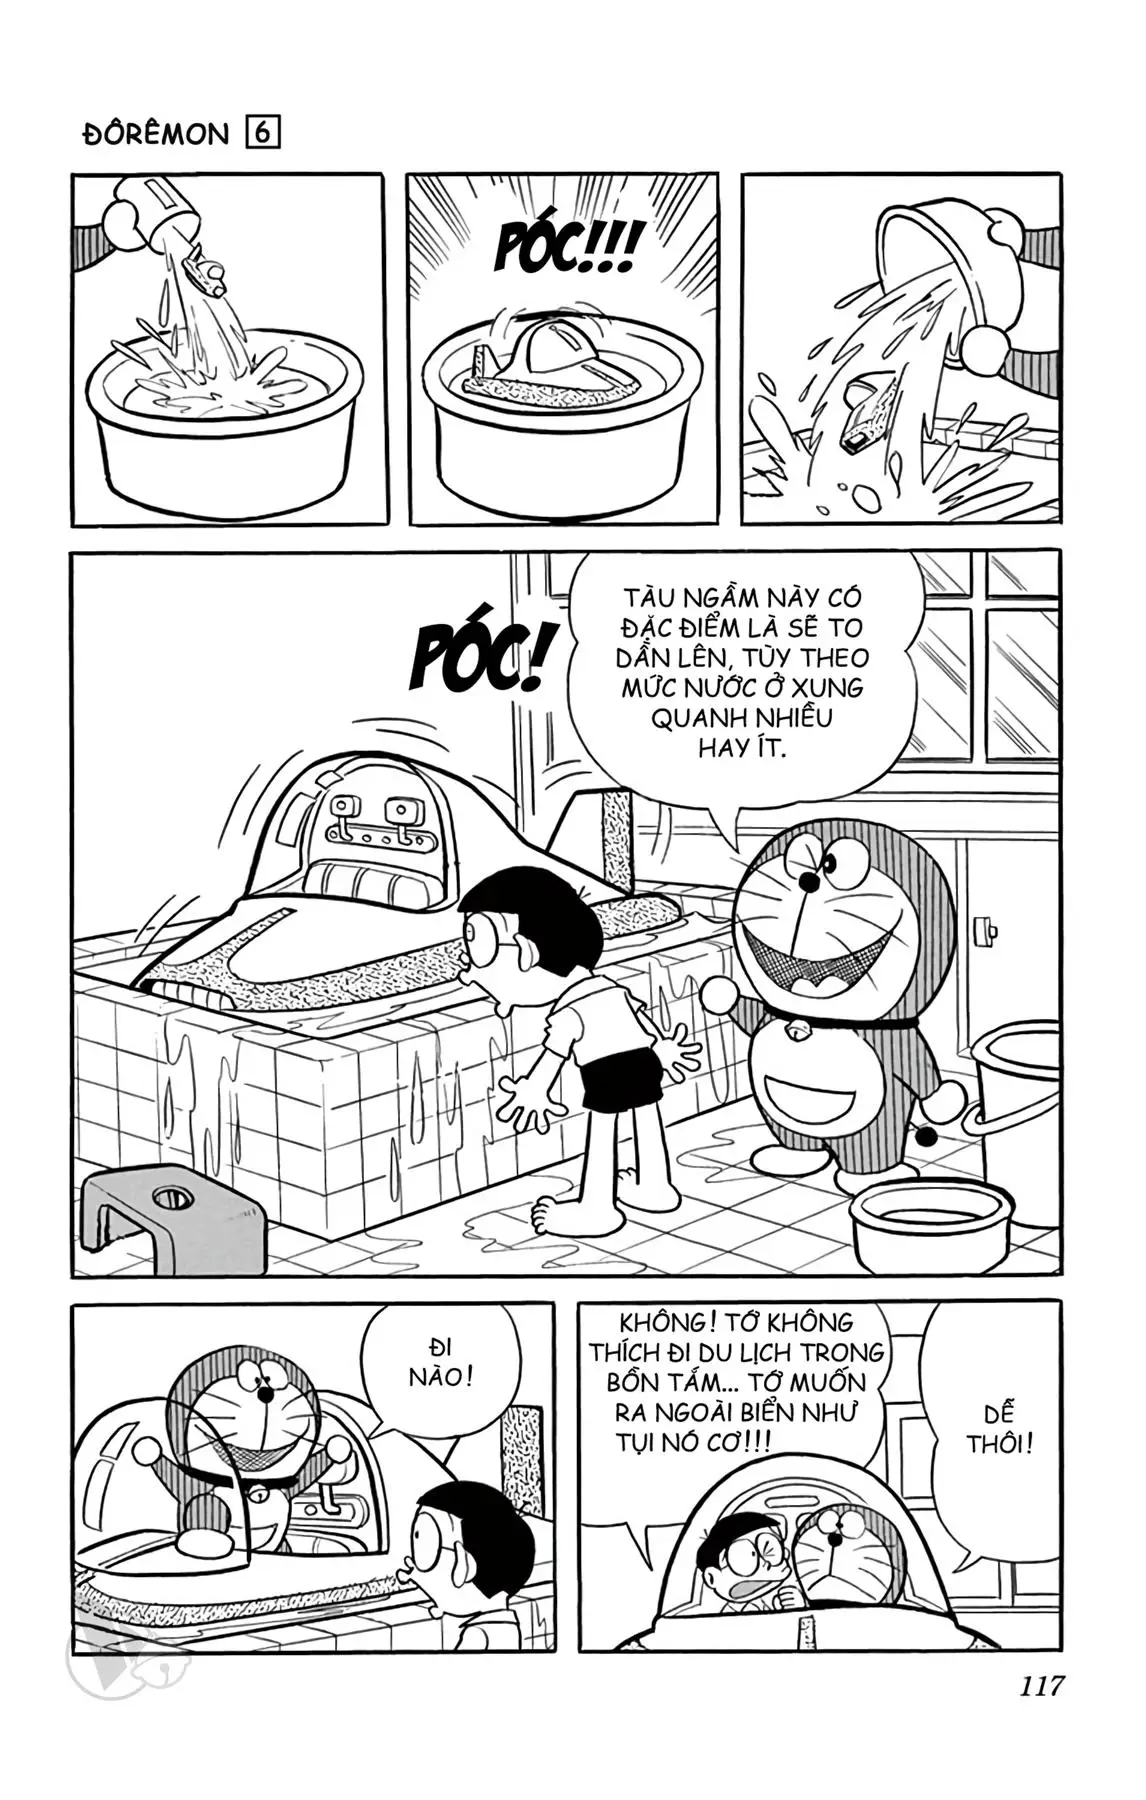 ĐÔRÊMON 6
PÓC!!!
PÓC!
TÀU NGẦM NÀY CÓ
ĐẶC ĐIỂM LÀ SẼ TO
DẦN LÊN, TÙY THEO
MỨC NƯỚC Ở XUNG
QUANH NHIỀU
HAY ÍT.
ĐI
NÀO!
KHÔNG! TỚ KHÔNG
THÍCH ĐI DU LỊCH TRONG
BỒN TẮM... TỚ MUỐN
RA NGOÀI BIỂN NHƯ
TỤI NÓ CƠ!!!
DỄ
THÔI!
117